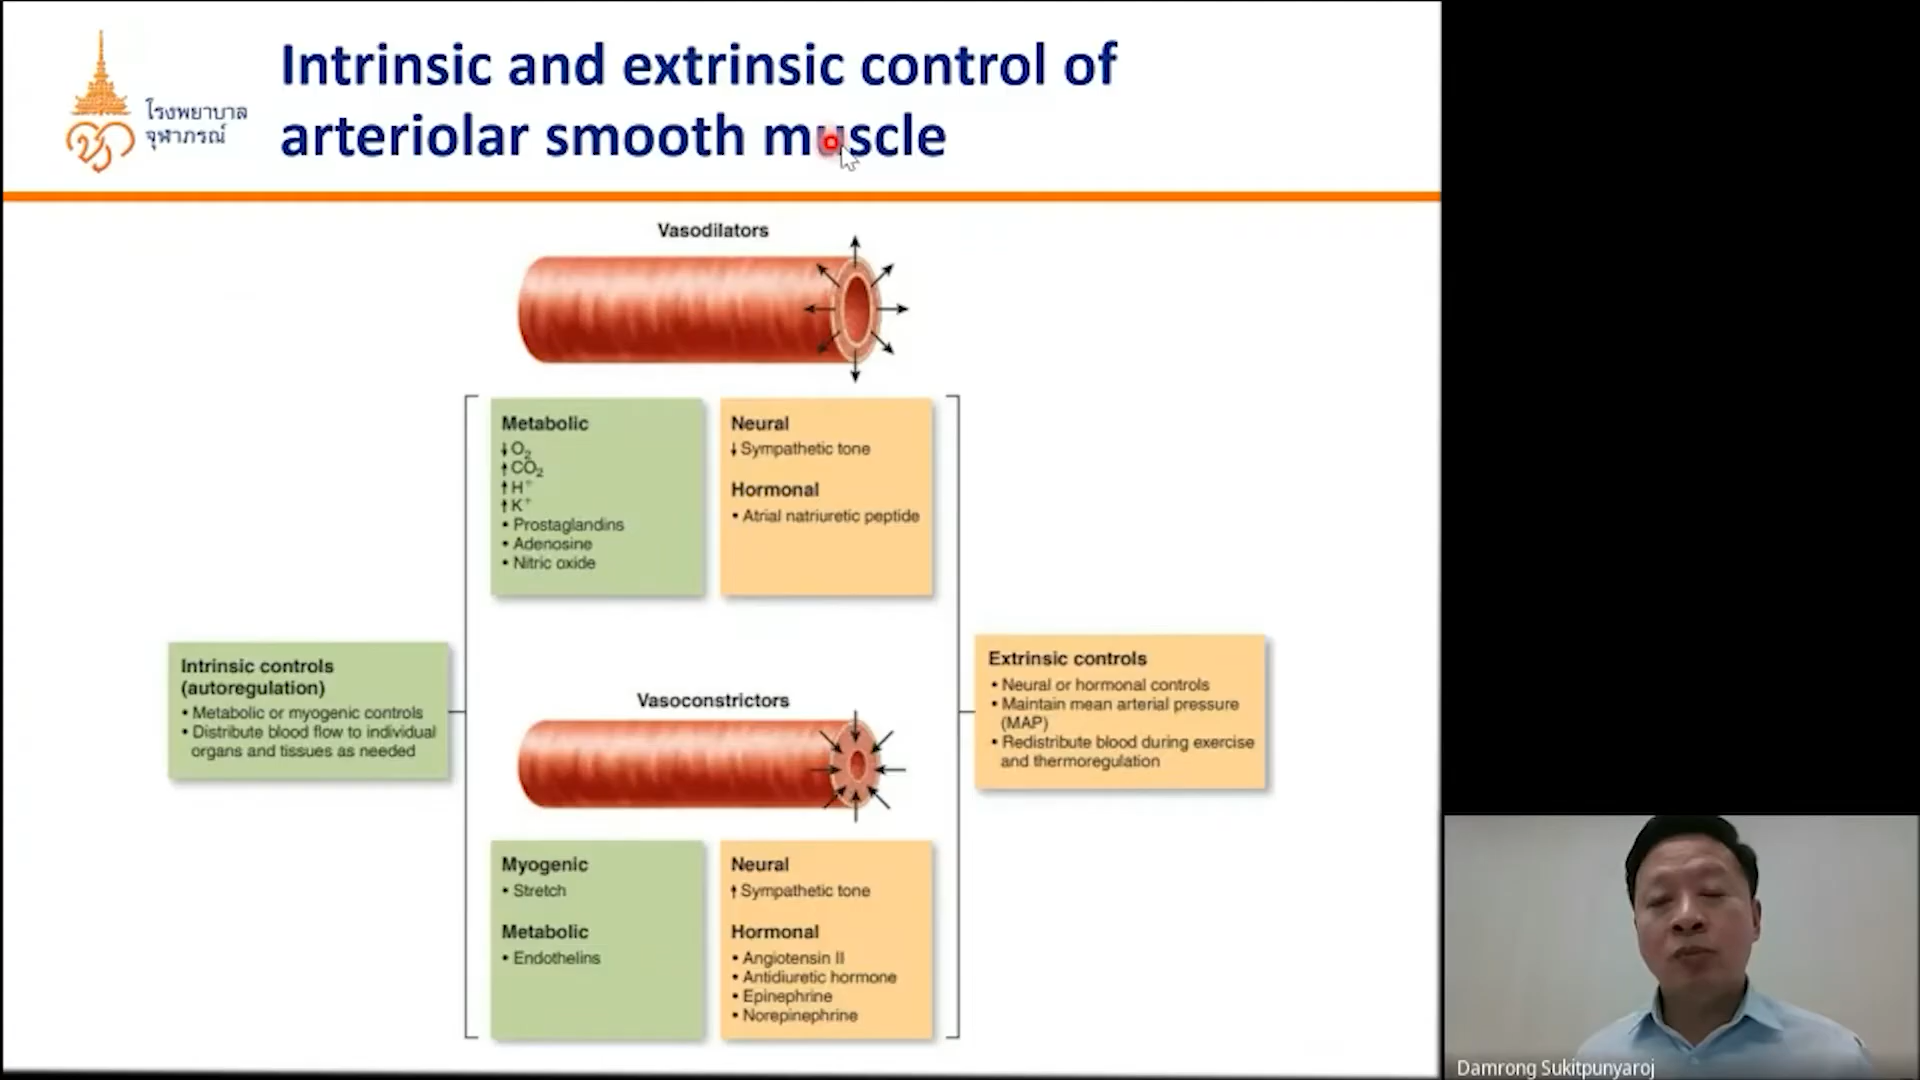 โรงพยาบาล
จุฬาภรณ์
Intrinsic and extrinsic control of
arteriolar smooth muscle
Vasodilators
Metabolic
↓O₂
↑CO₂
↑H⁺
↑K⁺
• Prostaglandins
• Adenosine
• Nitric oxide
Neural
↓Sympathetic tone
Hormonal
• Atrial natriuretic peptide
Intrinsic controls
(autoregulation)
• Metabolic or myogenic controls
• Distribute blood flow to individual
organs and tissues as needed
Vasoconstrictors
Extrinsic controls
• Neural or hormonal controls
• Maintain mean arterial pressure
(MAP)
• Redistribute blood during exercise
and thermoregulation
Myogenic
• Stretch
Metabolic
• Endothelins
Neural
↑Sympathetic tone
Hormonal
• Angiotensin II
• Antidiuretic hormone
• Epinephrine
• Norepinephrine
Damrong Sukitpunyaroj